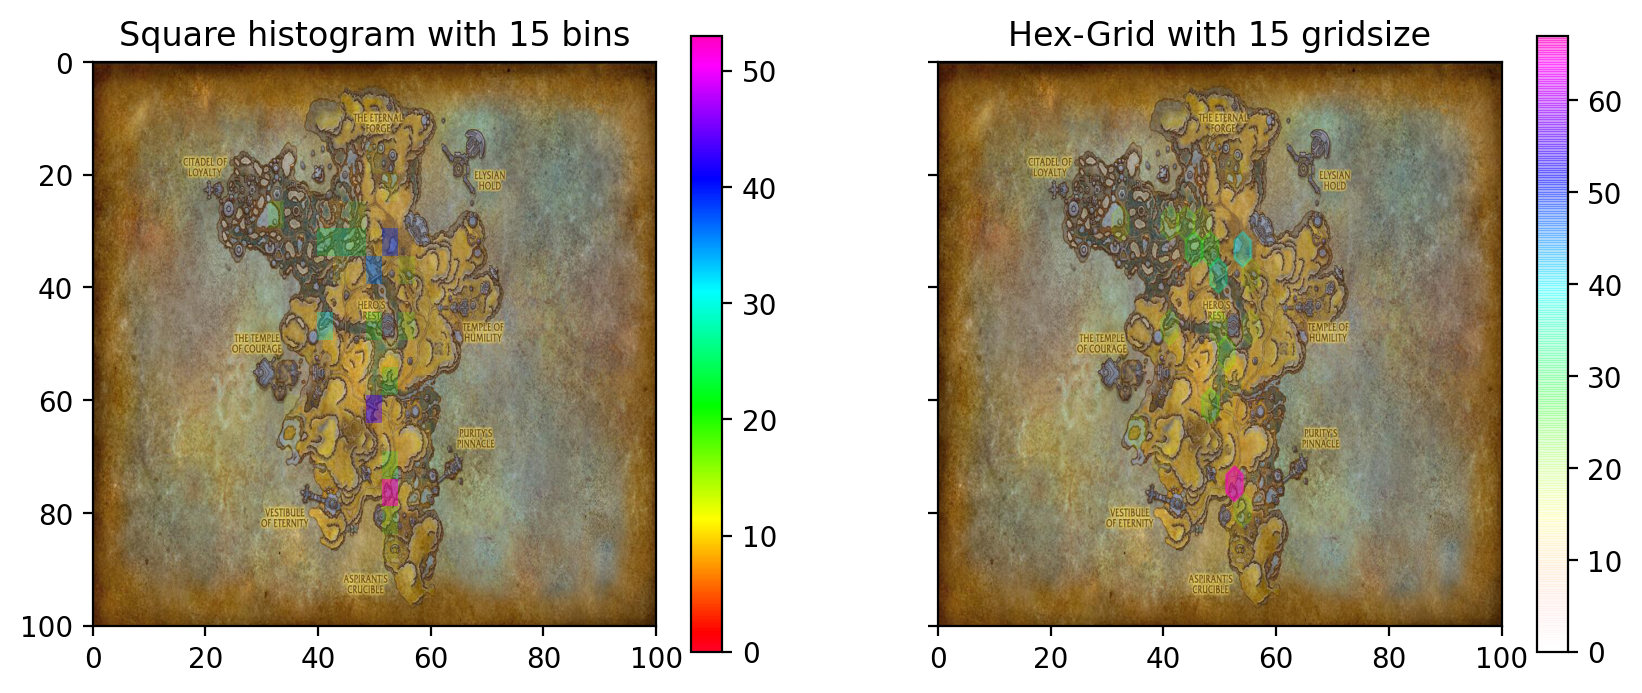 Square histogram with 15 bins
0
20
40
60
80
100
0
20
40
60
80
100
THE ETERNAL
FORGE
CITADEL OF
LOYALTY
ELYSIAN
HOLD
HERO'S
REST
THE TEMPLE
OF COURAGE
TEMPLE OF
HUMILITY
PURITY'S
PINNACLE
VESTIBULE
OF ETERNITY
ASPIRANT'S
CRUCIBLE
50
40
30
20
10
0
Hex-Grid with 15 gridsize
THE ETERNAL
FORGE
CITADEL OF
LOYALTY
ELYSIAN
HOLD
HERO'S
REST
THE TEMPLE
OF COURAGE
TEMPLE OF
HUMILITY
PURITY'S
PINNACLE
VESTIBULE
OF ETERNITY
ASPIRANT'S
CRUCIBLE
0
20
40
60
80
100
60
50
40
30
20
10
0